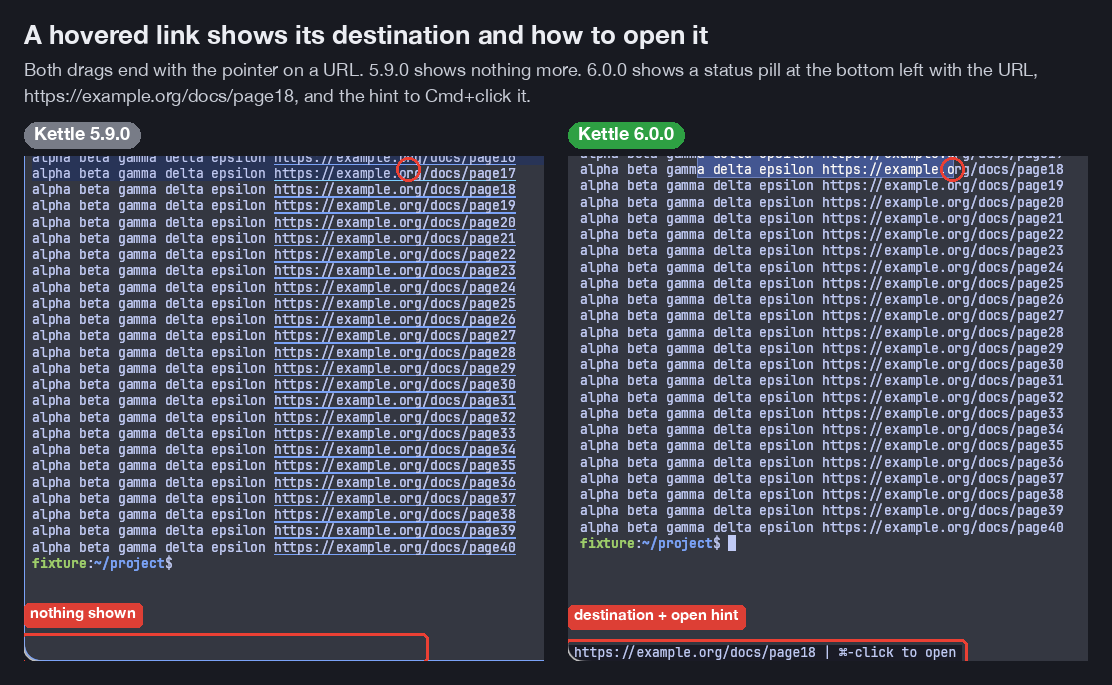 A hovered link shows its destination and how to open it
Both drags end with the pointer on a URL. 5.9.0 shows nothing more. 6.0.0 shows a status pill at the bottom left with the URL,
https://example.org/docs/page18, and the hint to Cmd+click it.
Kettle 5.9.0
alpha beta gamma delta epsilon https://example.org/docs/page16
alpha beta gamma delta epsilon https://example.org/docs/page17
alpha beta gamma delta epsilon https://example.org/docs/page18
alpha beta gamma delta epsilon https://example.org/docs/page19
alpha beta gamma delta epsilon https://example.org/docs/page20
alpha beta gamma delta epsilon https://example.org/docs/page21
alpha beta gamma delta epsilon https://example.org/docs/page22
alpha beta gamma delta epsilon https://example.org/docs/page23
alpha beta gamma delta epsilon https://example.org/docs/page24
alpha beta gamma delta epsilon https://example.org/docs/page25
alpha beta gamma delta epsilon https://example.org/docs/page26
alpha beta gamma delta epsilon https://example.org/docs/page27
alpha beta gamma delta epsilon https://example.org/docs/page28
alpha beta gamma delta epsilon https://example.org/docs/page29
alpha beta gamma delta epsilon https://example.org/docs/page30
alpha beta gamma delta epsilon https://example.org/docs/page31
alpha beta gamma delta epsilon https://example.org/docs/page32
alpha beta gamma delta epsilon https://example.org/docs/page33
alpha beta gamma delta epsilon https://example.org/docs/page34
alpha beta gamma delta epsilon https://example.org/docs/page35
alpha beta gamma delta epsilon https://example.org/docs/page36
alpha beta gamma delta epsilon https://example.org/docs/page37
alpha beta gamma delta epsilon https://example.org/docs/page38
alpha beta gamma delta epsilon https://example.org/docs/page39
alpha beta gamma delta epsilon https://example.org/docs/page40
fixture:~/project$
nothing shown
Kettle 6.0.0
alpha beta gamma delta epsilon https://example.org/docs/page18
alpha beta gamma delta epsilon https://example.org/docs/page19
alpha beta gamma delta epsilon https://example.org/docs/page20
alpha beta gamma delta epsilon https://example.org/docs/page21
alpha beta gamma delta epsilon https://example.org/docs/page22
alpha beta gamma delta epsilon https://example.org/docs/page23
alpha beta gamma delta epsilon https://example.org/docs/page24
alpha beta gamma delta epsilon https://example.org/docs/page25
alpha beta gamma delta epsilon https://example.org/docs/page26
alpha beta gamma delta epsilon https://example.org/docs/page27
alpha beta gamma delta epsilon https://example.org/docs/page28
alpha beta gamma delta epsilon https://example.org/docs/page29
alpha beta gamma delta epsilon https://example.org/docs/page30
alpha beta gamma delta epsilon https://example.org/docs/page31
alpha beta gamma delta epsilon https://example.org/docs/page32
alpha beta gamma delta epsilon https://example.org/docs/page33
alpha beta gamma delta epsilon https://example.org/docs/page34
alpha beta gamma delta epsilon https://example.org/docs/page35
alpha beta gamma delta epsilon https://example.org/docs/page36
alpha beta gamma delta epsilon https://example.org/docs/page37
alpha beta gamma delta epsilon https://example.org/docs/page38
alpha beta gamma delta epsilon https://example.org/docs/page39
alpha beta gamma delta epsilon https://example.org/docs/page40
fixture:~/project$
destination + open hint
https://example.org/docs/page18 | ⌘-click to open